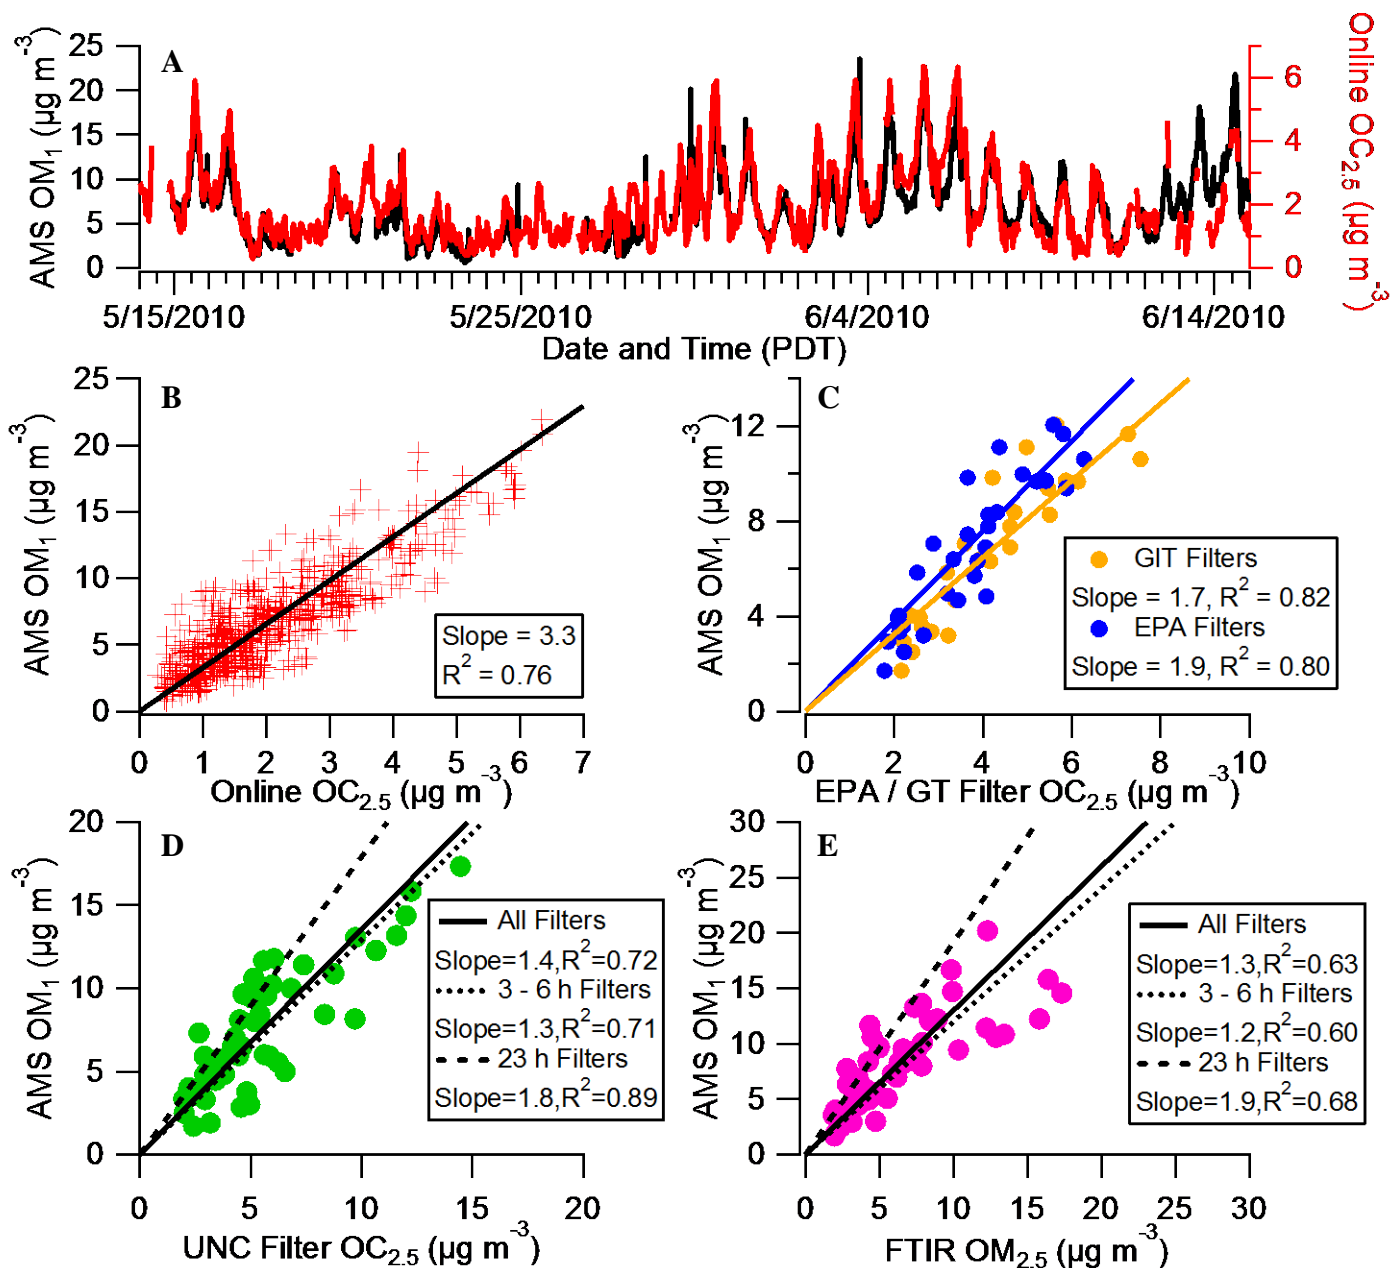 A
AMS OM1 (µg m-3)
25
20
15
10
5
0
Online OC2.5 (µg m-3)
6
4
2
0
5/15/2010 5/25/2010 6/4/2010 6/14/2010
Date and Time (PDT)
B
AMS OM1 (µg m-3)
25
20
15
10
5
0
Slope = 3.3
R2 = 0.76
0 1 2 3 4 5 6 7
Online OC2.5 (µg m-3)
C
AMS OM1 (µg m-3)
12
8
4
0
GIT Filters
Slope = 1.7, R2 = 0.82
EPA Filters
Slope = 1.9, R2 = 0.80
0 2 4 6 8 10
EPA / GT Filter OC2.5 (µg m-3)
D
AMS OM1 (µg m-3)
20
15
10
5
0
All Filters
Slope=1.4,R2=0.72
3 - 6 h Filters
Slope=1.3,R2=0.71
23 h Filters
Slope=1.8,R2=0.89
0 5 10 15 20
UNC Filter OC2.5 (µg m-3)
E
AMS OM1 (µg m-3)
30
25
20
15
10
5
0
All Filters
Slope=1.3,R2=0.63
3 - 6 h Filters
Slope=1.2,R2=0.60
23 h Filters
Slope=1.9,R2=0.68
0 5 10 15 20 25 30
FTIR OM2.5 (µg m-3)